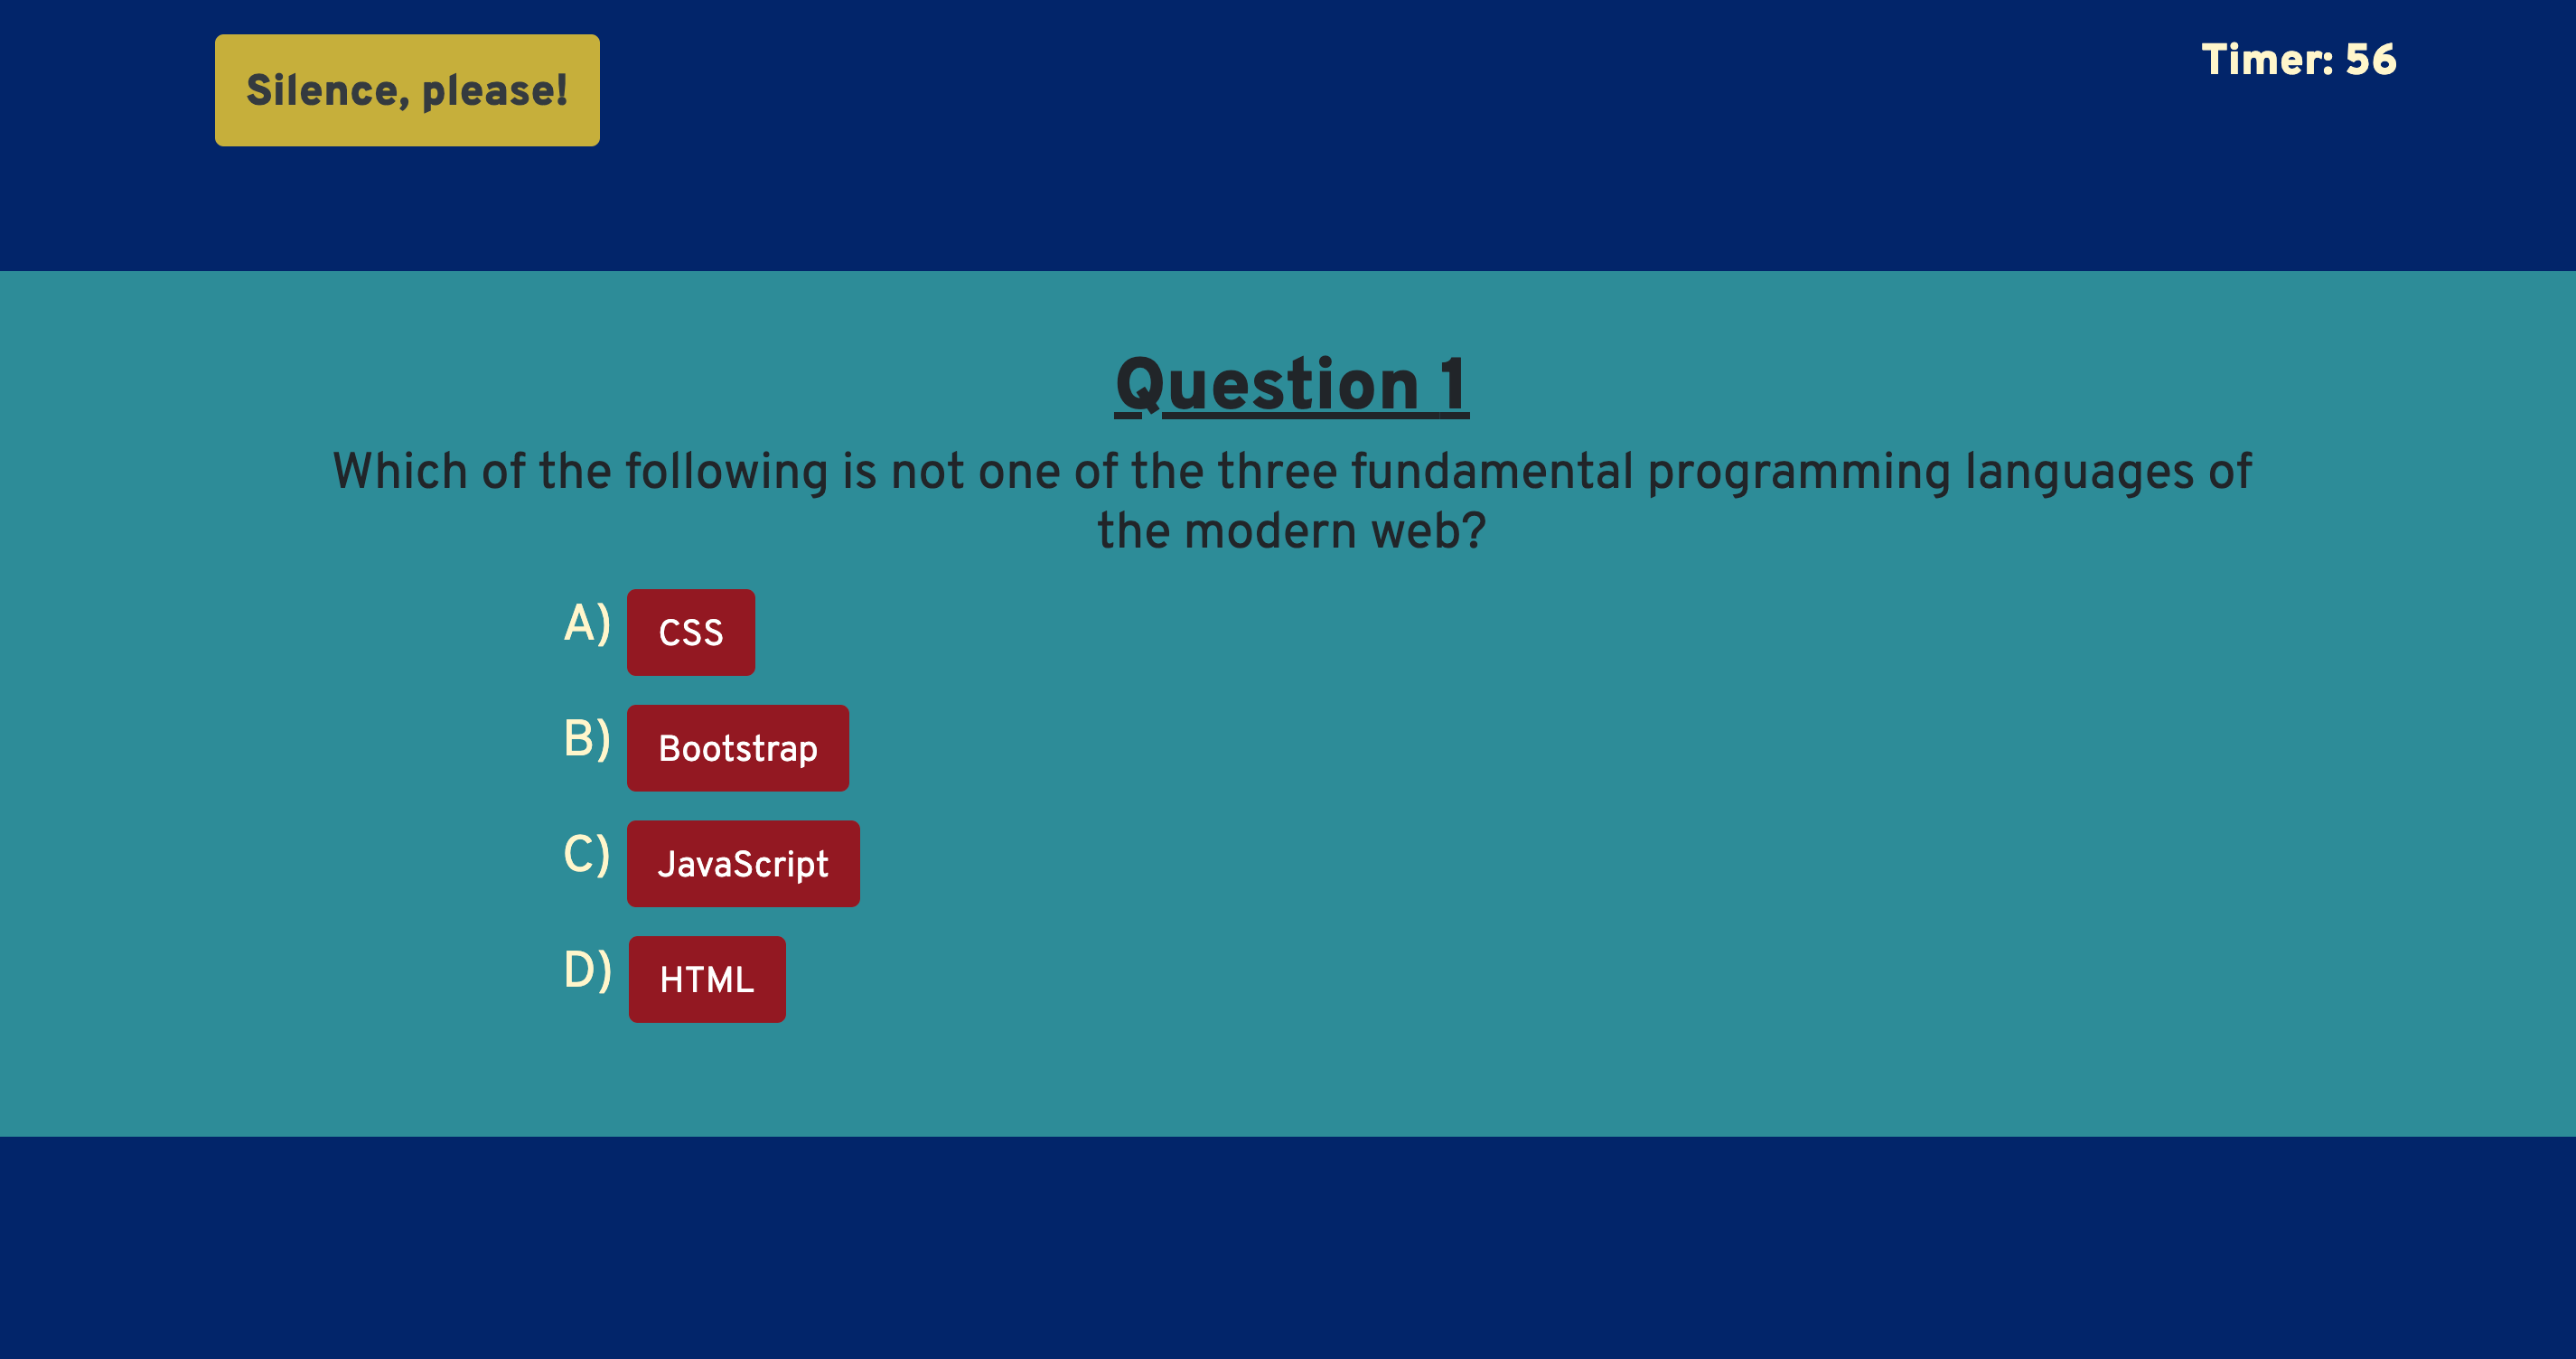 Silence, please!
Timer: 56
Question 1
Which of the following is not one of the three fundamental programming languages of
the modern web?
A) CSS
B) Bootstrap
C) JavaScript
D) HTML